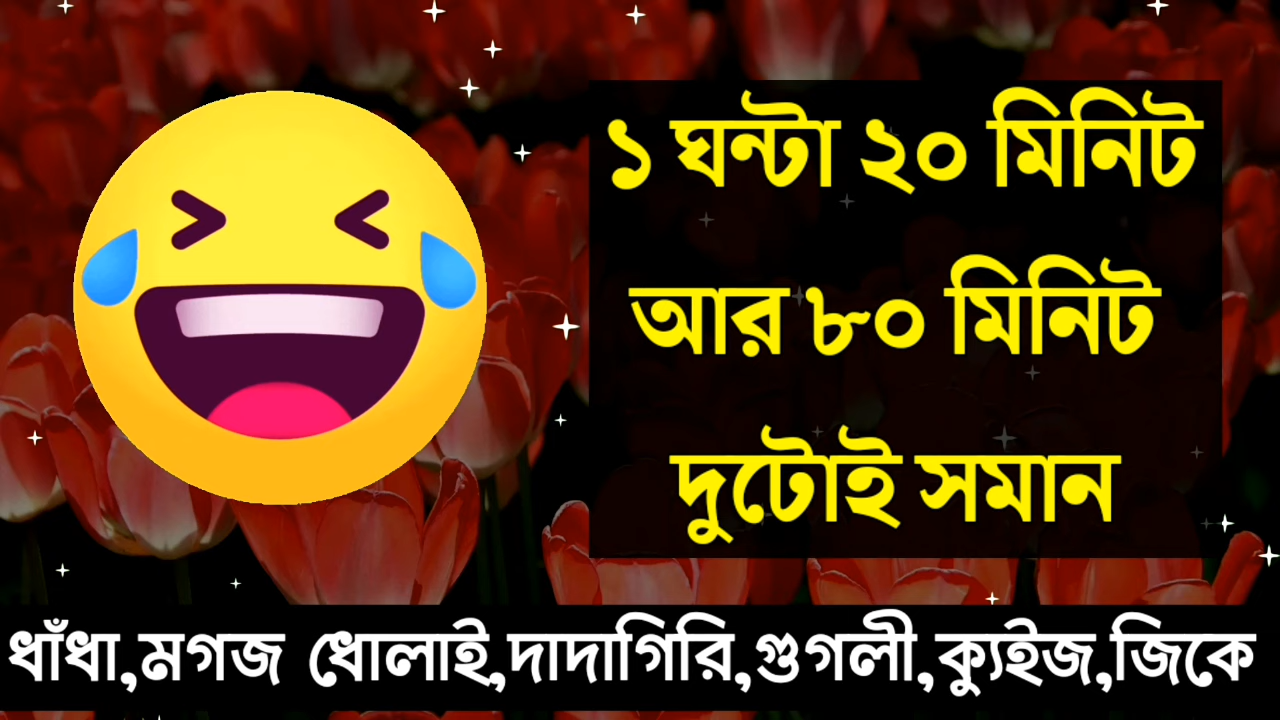 ১ ঘন্টা ২০ মিনিট
আর ৮০ মিনিট
দুটোই সমান
ধাঁধা,মগজ ধোলাই,দাদাগিরি,গুগলী,ক্যুইজ,জিকে